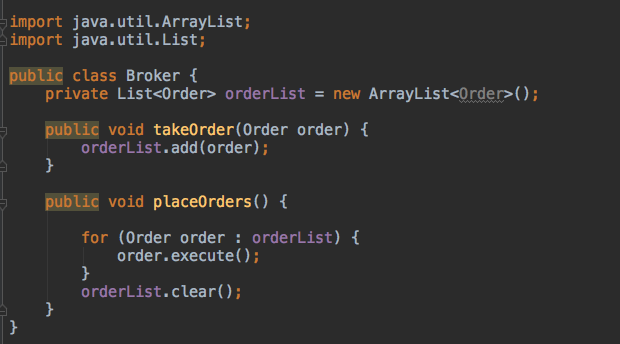 import java.util.ArrayList;
import java.util.List;
public class Broker {
private List<Order> orderList = new ArrayList<Order>();
public void takeOrder(Order order) {
orderList.add(order);
}
public void placeOrders() {
for (Order order : orderList) {
order.execute();
}
orderList.clear();
}
}